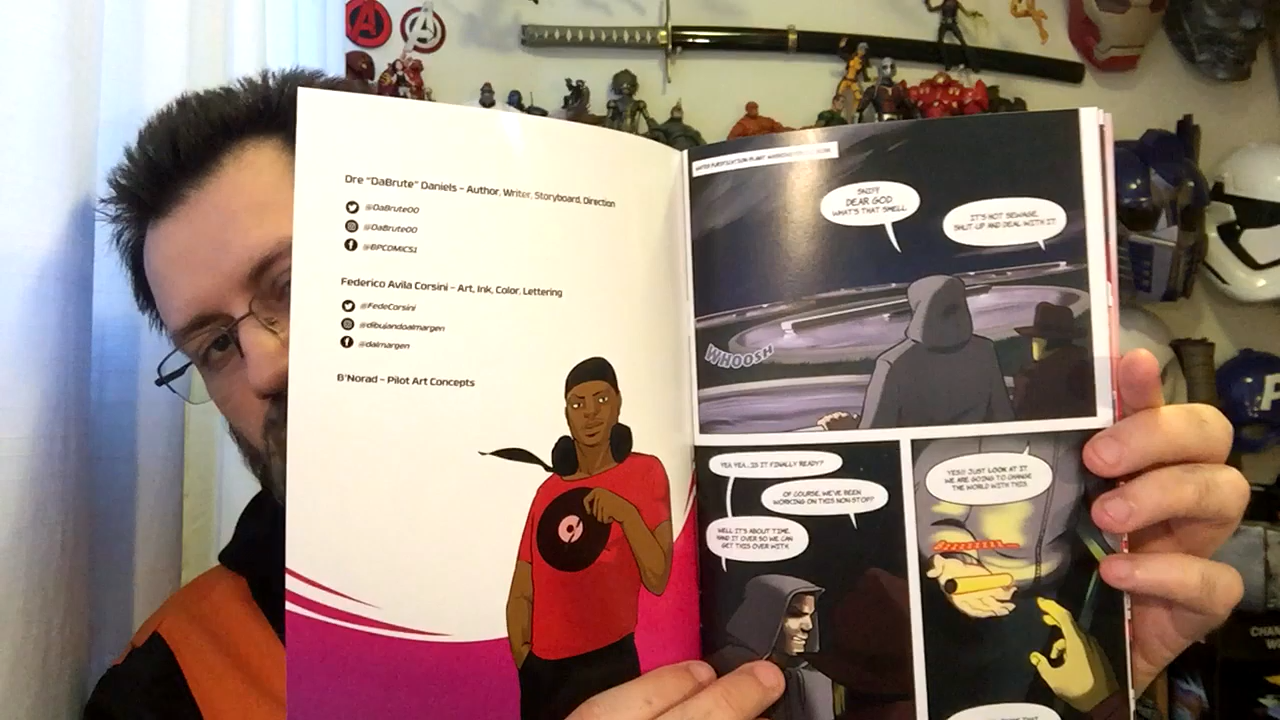 Dre "DaBrute" Daniels - Author, Writer, Storyboard, Direction
@DaBrute00
@DaBrute00
@BPCOMICS1
Federico Avila Corsini - Art, Ink, Color, Lettering
@FedeCorsini
@dibujandoalmargen
@dalmargen
B'Norad - Pilot Art Concepts
WATER PURIFICATION PLANT
SNIFF
DEAR GOD
WHAT'S THAT SMELL
IT'S HOT SEWAGE,
SHUT UP AND DEAL WITH IT.
WHOOSH
YEA YEA...IS IT FINALLY READY?
OF COURSE, WE'VE BEEN
WORKING ON THIS NON-STOP?
WELL IT'S ABOUT TIME,
HAND IT OVER SO WE CAN
GET THIS OVER WITH.
YES!! JUST LOOK AT IT.
WE ARE GOING TO CHANGE
THE WORLD WITH THIS.